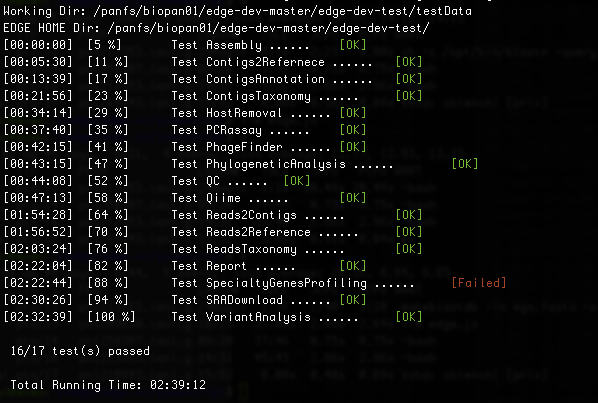 Working Dir: /panfs/biopan01/edge-dev-master/edge-dev-test/testData
EDGE HOME Dir: /panfs/biopan01/edge-dev-master/edge-dev-test/
[00:00:00] [5 %] Test Assembly ...... [OK]
[00:05:30] [11 %] Test Contigs2Refernece ...... [OK]
[00:13:39] [17 %] Test ContigsAnnotation ...... [OK]
[00:21:56] [23 %] Test ContigsTaxonomy ...... [OK]
[00:34:14] [29 %] Test HostRemoval ...... [OK]
[00:37:40] [35 %] Test PCRassay ...... [OK]
[00:42:15] [41 %] Test PhageFinder ...... [OK]
[00:43:15] [47 %] Test PhylogeneticAnalysis ...... [OK]
[00:44:08] [52 %] Test QC ...... [OK]
[00:47:13] [58 %] Test Qiime ...... [OK]
[01:54:28] [64 %] Test Reads2Contigs ...... [OK]
[01:56:52] [70 %] Test Reads2Reference ...... [OK]
[02:03:24] [76 %] Test ReadsTaxonomy ...... [OK]
[02:22:04] [82 %] Test Report ...... [OK]
[02:22:44] [88 %] Test SpecialtyGenesProfiling ...... [Failed]
[02:30:26] [94 %] Test SRADownload ...... [OK]
[02:32:39] [100 %] Test VariantAnalysis ...... [OK]
16/17 test(s) passed
Total Running Time: 02:39:12